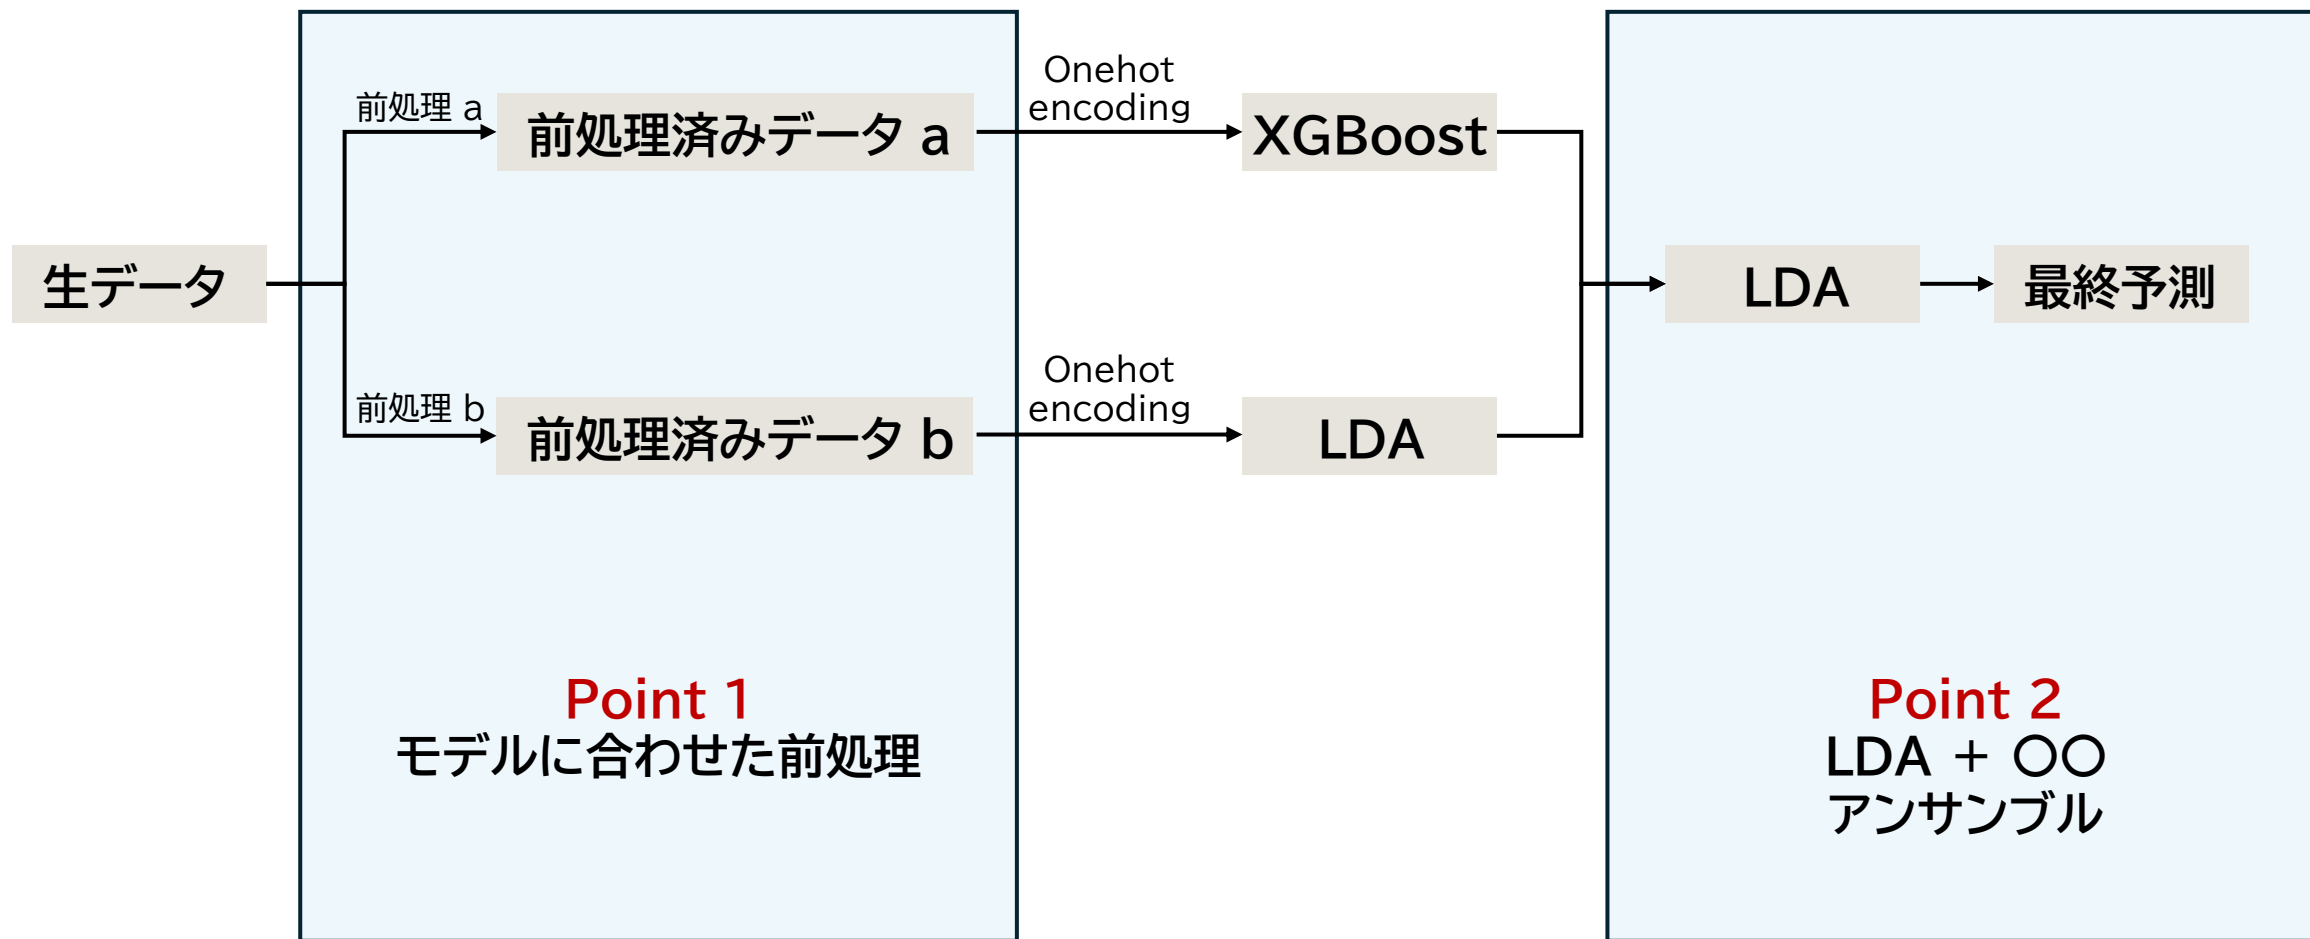 生データ
前処理 a
前処理済みデータ a
Onehot
encoding
XGBoost
前処理 b
前処理済みデータ b
Onehot
encoding
LDA
LDA
最終予測
Point 1
モデルに合わせた前処理
Point 2
LDA + 〇〇
アンサンブル